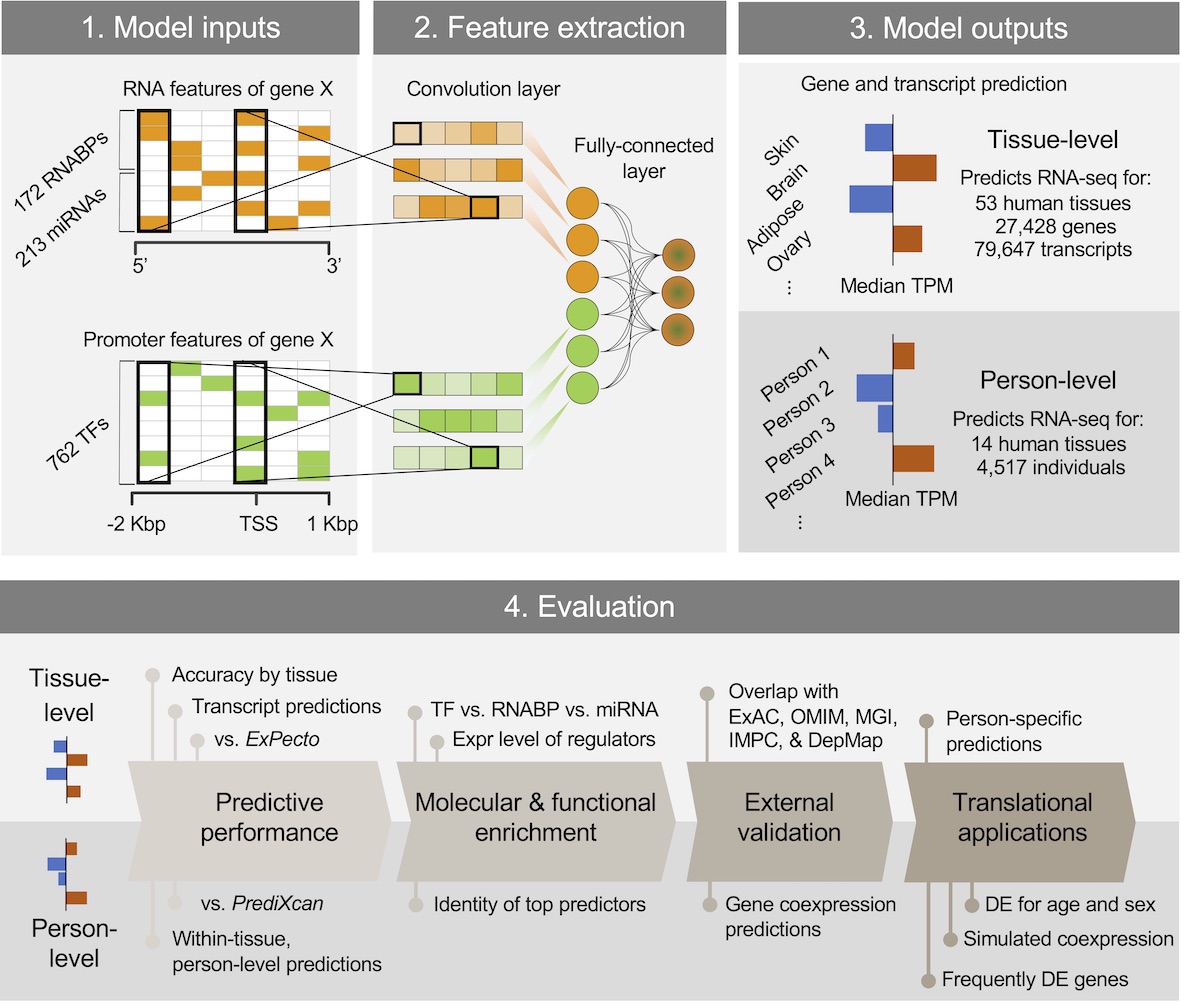 1. Model inputs
RNA features of gene X
172 RNABPs
213 miRNAs
5’
3’
Promoter features of gene X
762 TFs
-2 Kbp
TSS
1 Kbp
2. Feature extraction
Convolution layer
Fully-connected
layer
3. Model outputs
Gene and transcript prediction
Skin
Brain
Adipose
Ovary
...
Median TPM
Tissue-level
Predicts RNA-seq for:
53 human tissues
27,428 genes
79,647 transcripts
Person 1
Person 2
Person 3
Person 4
...
Median TPM
Person-level
Predicts RNA-seq for:
14 human tissues
4,517 individuals
4. Evaluation
Tissue-
level
Person-
level
Accuracy by tissue
Transcript predictions
vs. ExPecto
Predictive
performance
vs. PrediXcan
Within-tissue,
person-level predictions
TF vs. RNABP vs. miRNA
Expr level of regulators
Molecular & functional
enrichment
Identity of top predictors
Overlap with
ExAC, OMIM, MGI,
IMPC, & DepMap
External
validation
Gene coexpression
predictions
Person-specific
predictions
Translational
applications
DE for age and sex
Simulated coexpression
Frequently DE genes